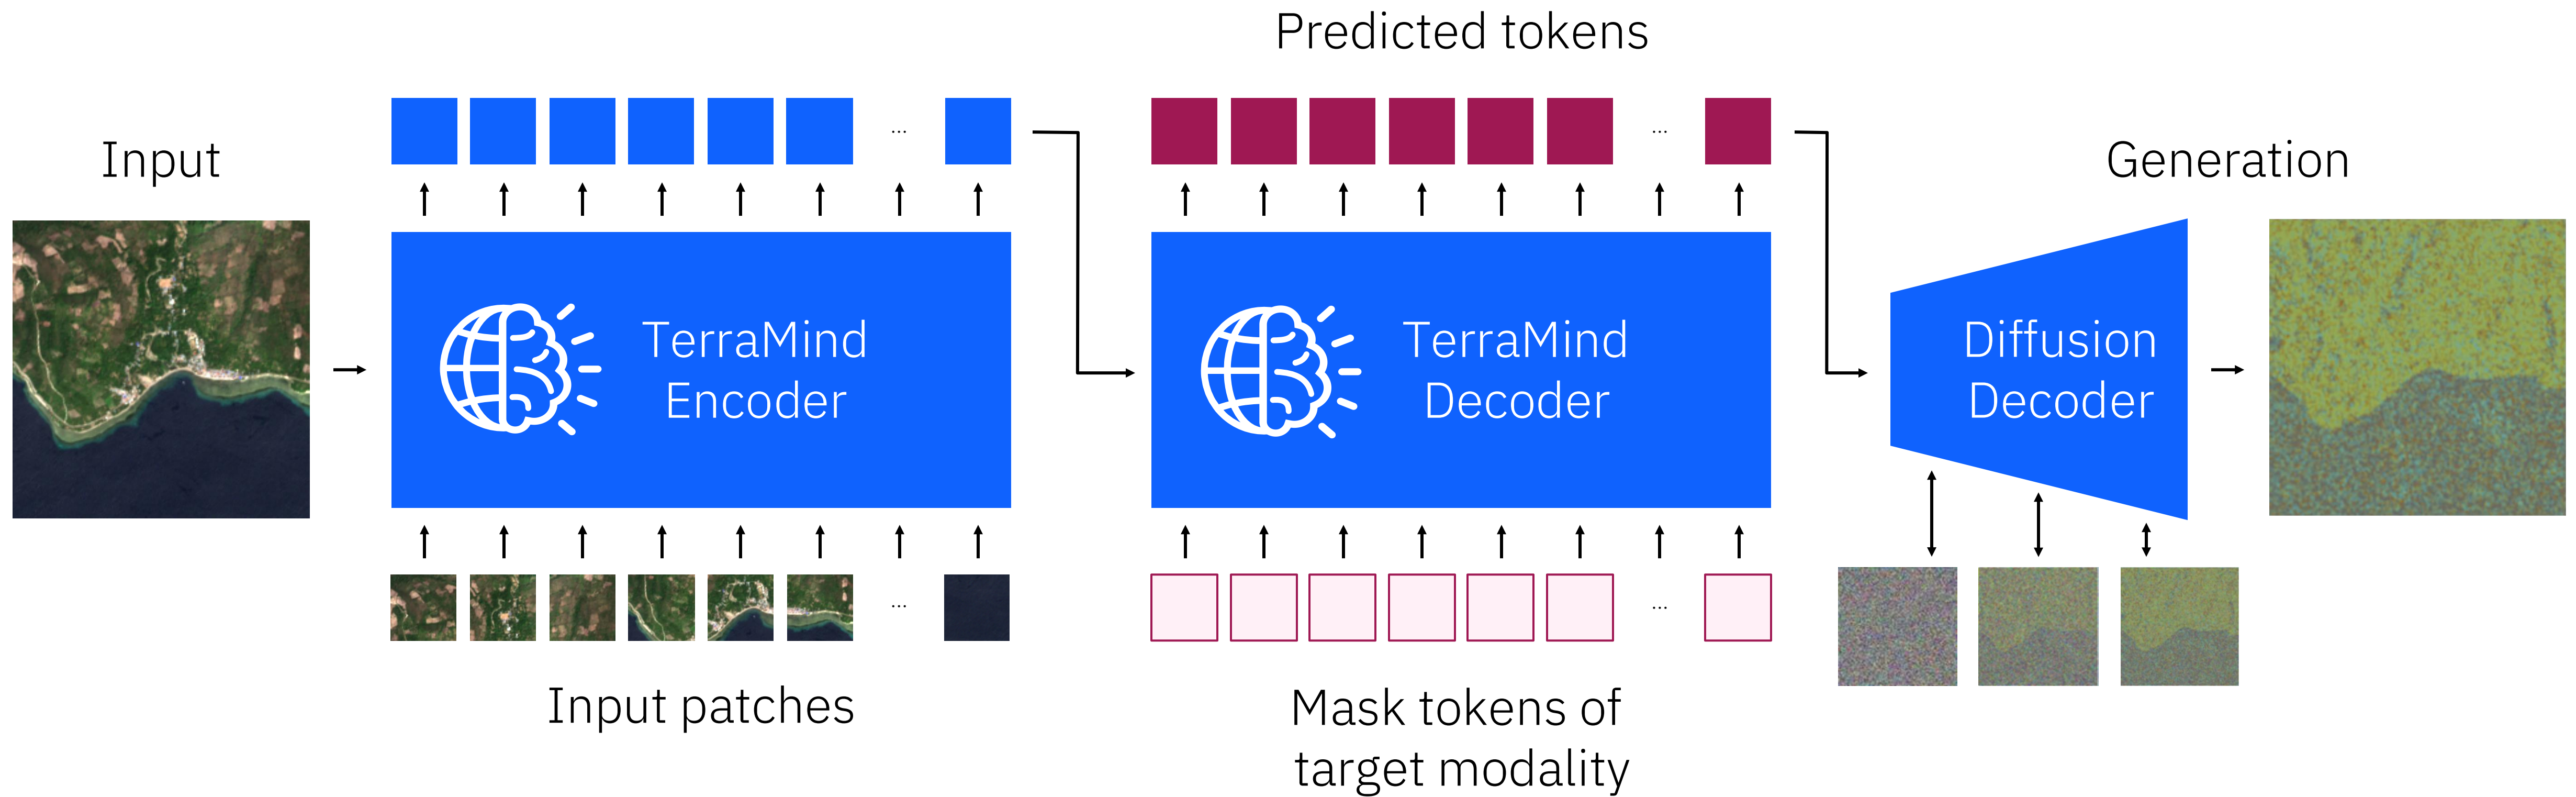 Predicted tokens
Input
...
...
Generation
TerraMind
Encoder
TerraMind
Decoder
Diffusion
Decoder
...
...
Input patches
Mask tokens of
target modality